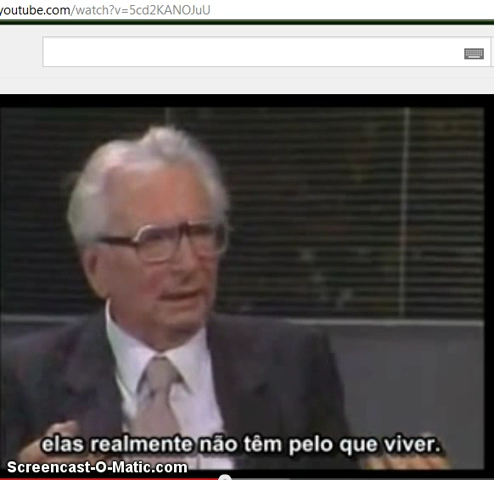 youtube.com/watch?v=5cd2KANOJuU
elas realmente não têm pelo que viver.
Screencast-O-Matic.com